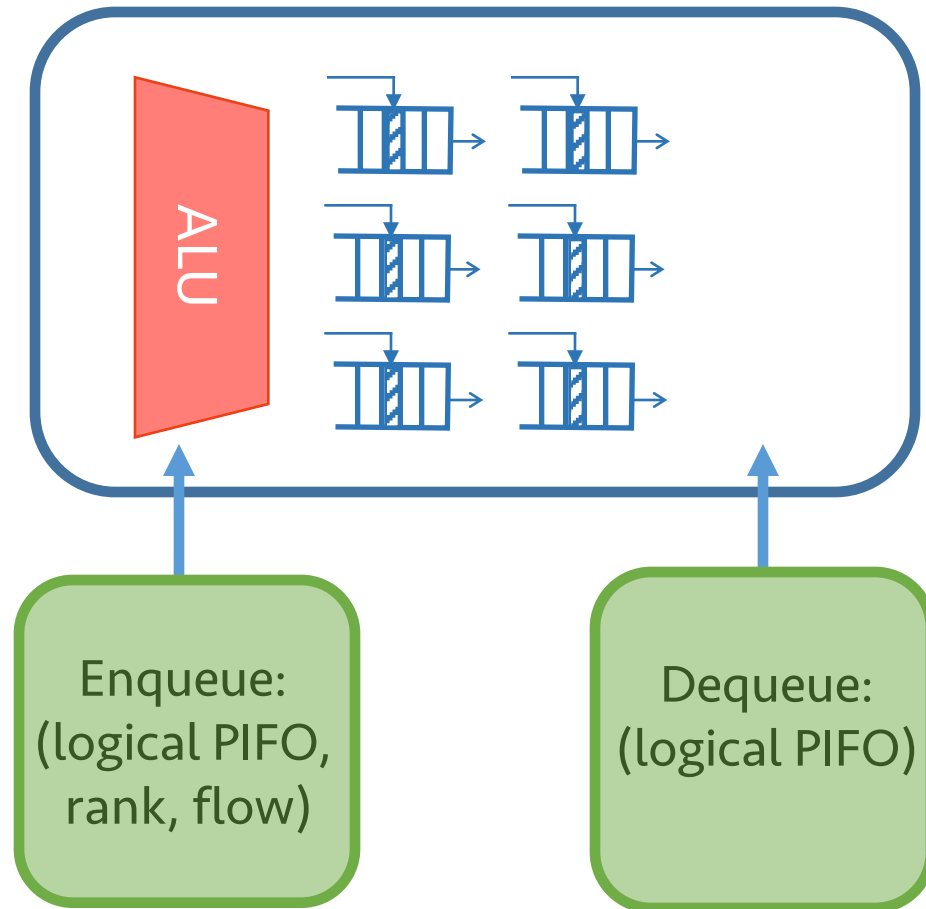 ALU
Enqueue:
(logical PIFO,
rank, flow)
Dequeue:
(logical PIFO)